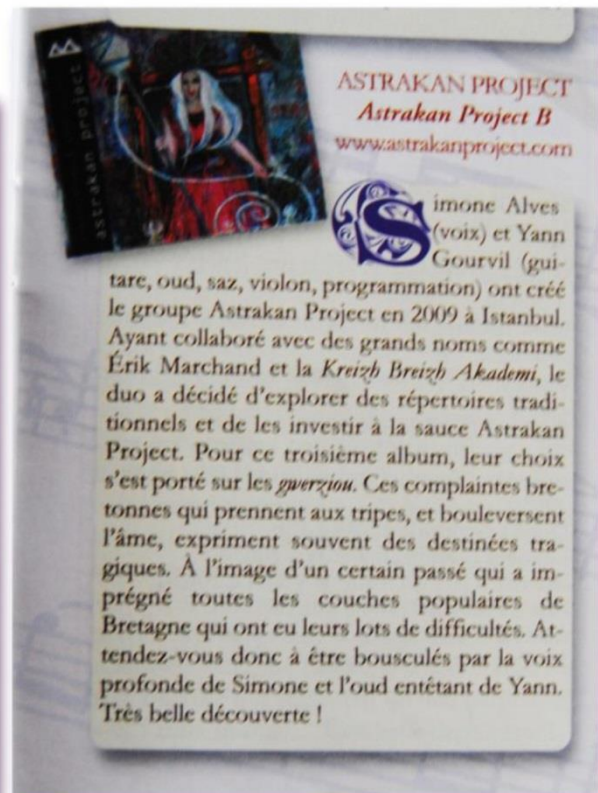 astrakan project
ASTRAKAN PROJECT
Astrakan Project B
www.astrakanproject.com
Simone Alves
(voix) et Yann
Gourvil (gui-
tare, oud, saz, violon, programmation) ont créé
le groupe Astrakan Project en 2009 à Istanbul.
Ayant collaboré avec des grands noms comme
Érik Marchand et la Kreizh Breizh Akademi, le
duo a décidé d'explorer des répertoires tradi-
tionnels et de les investir à la sauce Astrakan
Project. Pour ce troisième album, leur choix
s'est porté sur les gwerziou. Ces complaintes bre-
tonnes qui prennent aux tripes, et bouleversent
l'âme, expriment souvent des destinées tra-
giques. À l'image d'un certain passé qui a im-
prégné toutes les couches populaires de
Bretagne qui ont eu leurs lots de difficultés. At-
tendez-vous donc à être bousculés par la voix
profonde de Simone et l'oud entêtant de Yann.
Très belle découverte !